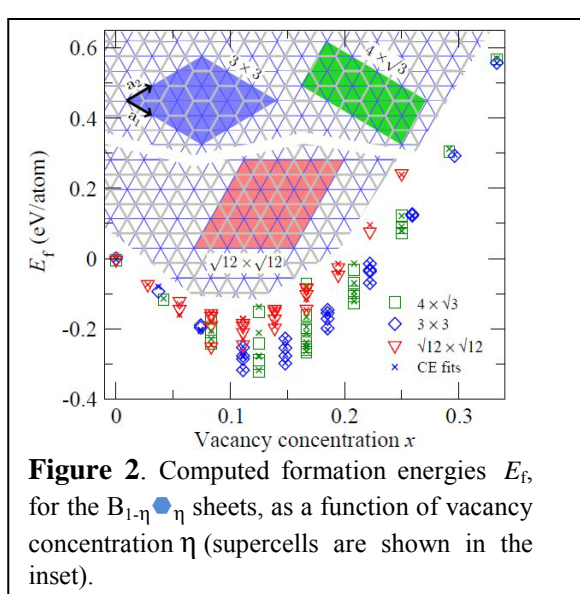 0.6
0.4
0.2
0
-0.2
-0.4
E_f (eV/atom)
a₂
a₁
3 × 3
4 × √3
√12 × √12
4 × √3
3 × 3
√12 × √12
CE fits
0 0.1 0.2 0.3
Vacancy concentration x
Figure 2. Computed formation energies E_f,
for the B_{1-η}⬢_η sheets, as a function of vacancy
concentration η (supercells are shown in the
inset).